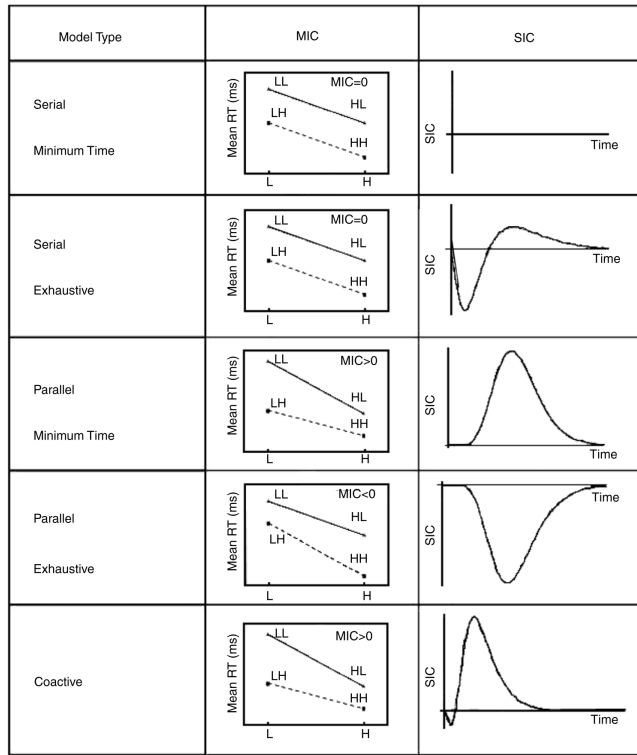 Model Type
MIC
SIC
Serial
Minimum Time
Mean RT (ms)
LL
MIC=0
LH
HL
HH
L
H
SIC
Time
Serial
Exhaustive
Mean RT (ms)
LL
MIC=0
LH
HL
HH
L
H
SIC
Time
Parallel
Minimum Time
Mean RT (ms)
LL
MIC>0
LH
HL
HH
L
H
SIC
Time
Parallel
Exhaustive
Mean RT (ms)
LL
MIC<0
LH
HL
HH
L
H
SIC
Time
Coactive
Mean RT (ms)
LL
MIC>0
LH
HL
HH
L
H
SIC
Time